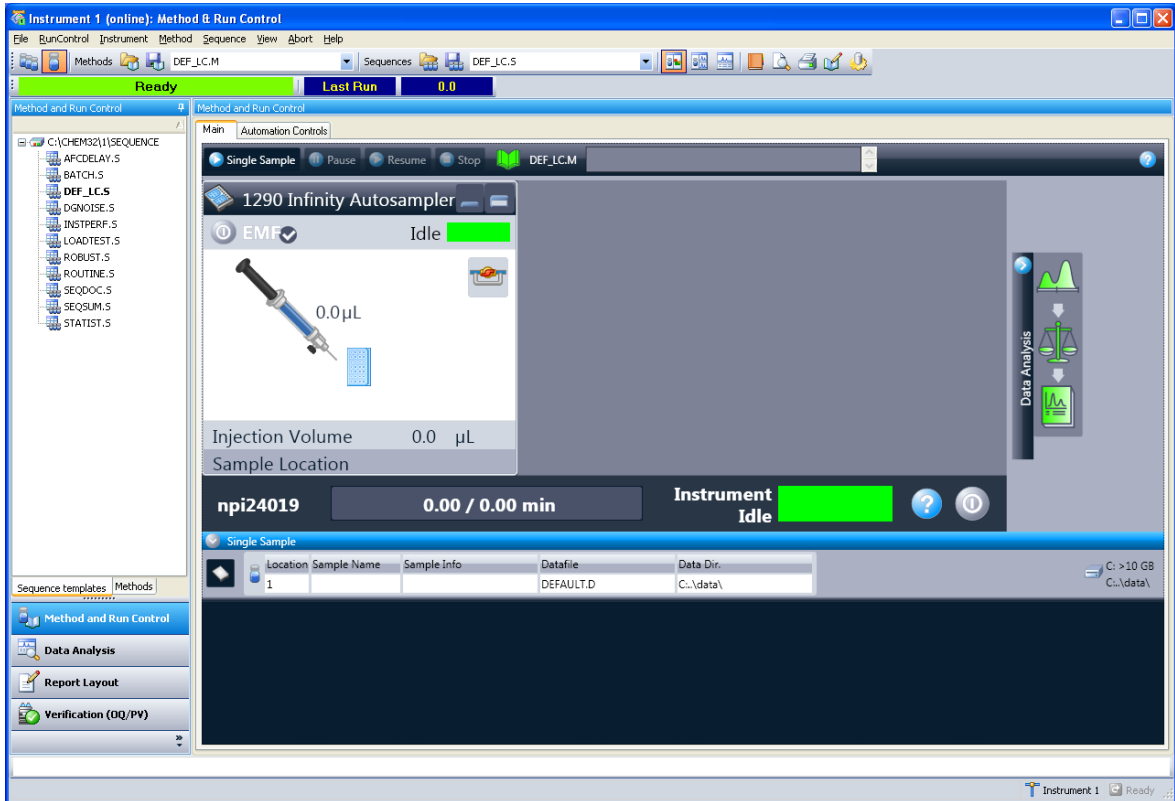 Instrument 1 (online): Method & Run Control
File RunControl Instrument Method Sequence View Abort Help
Methods DEF_LC.M Sequences DEF_LC.S
Ready Last Run 0.0
Method and Run Control
C:\CHEM32\1\SEQUENCE
AFCDELAY.S
BATCH.S
DEF_LC.S
DGNOISE.S
INSTPERF.S
LOADTEST.S
ROBUST.S
ROUTINE.S
SEQDOC.S
SEQSUM.S
STATIST.S
Sequence templates Methods
Method and Run Control
Data Analysis
Report Layout
Verification (OQ/PV)
Method and Run Control
Main Automation Controls
Single Sample Pause Resume Stop DEF_LC.M
1290 Infinity Autosampler
EMF Idle
0.0 µL
Injection Volume 0.0 µL
Sample Location
Data Analysis
npi24019 0.00 / 0.00 min Instrument
Idle
Single Sample
Location Sample Name Sample Info Datafile Data Dir.
1 DEFAULT.D C:..\data\
C: >10 GB
C:..\data\
Instrument 1 Ready